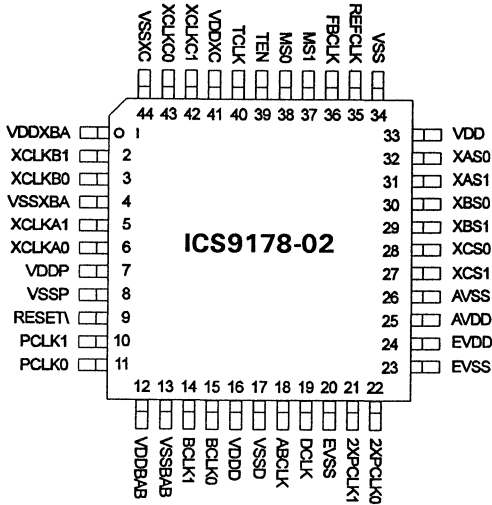 VSSXC
XCLKC0
XCLKC1
VDDXC
TCLK
TEN
MS0
MS1
FBCLK
REFCLK
VSS
44 43 42 41 40 39 38 37 36 35 34
VDDXBA 1 33 VDD
XCLKB1 2 32 XAS0
XCLKB0 3 31 XAS1
VSSXBA 4 30 XBS0
XCLKA1 5 29 XBS1
XCLKA0 6 ICS9178-02 28 XCS0
VDDP 7 27 XCS1
VSSP 8 26 AVSS
RESET\ 9 25 AVDD
PCLK1 10 24 EVDD
PCLK0 11 23 EVSS
12 13 14 15 16 17 18 19 20 21 22
VDDBAB
VSSBAB
BCLK1
BCLK0
VDDD
VSSD
ABCLK
DCLK
EVSS
2XPCLK1
2XPCLK0